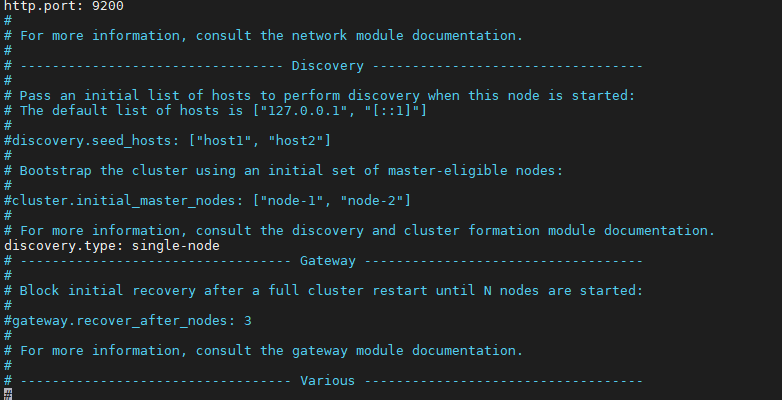 http.port: 9200
#
# For more information, consult the network module documentation.
#
# --------------------------------- Discovery ----------------------------------
#
# Pass an initial list of hosts to perform discovery when this node is started:
# The default list of hosts is ["127.0.0.1", "[::1]"]
#
#discovery.seed_hosts: ["host1", "host2"]
#
# Bootstrap the cluster using an initial set of master-eligible nodes:
#
#cluster.initial_master_nodes: ["node-1", "node-2"]
#
# For more information, consult the discovery and cluster formation module documentation.
discovery.type: single-node
# ---------------------------------- Gateway -----------------------------------
#
# Block initial recovery after a full cluster restart until N nodes are started:
#
#gateway.recover_after_nodes: 3
#
# For more information, consult the gateway module documentation.
#
# ---------------------------------- Various -----------------------------------
#